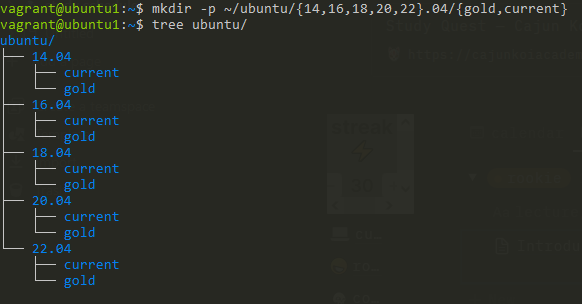 vagrant@ubuntu1:~$ mkdir -p ~/ubuntu/{14,16,18,20,22}.04/{gold,current}
vagrant@ubuntu1:~$ tree ubuntu/
ubuntu/
├── 14.04
│   ├── current
│   └── gold
├── 16.04
│   ├── current
│   └── gold
├── 18.04
│   ├── current
│   └── gold
├── 20.04
│   ├── current
│   └── gold
└── 22.04
    ├── current
    └── gold